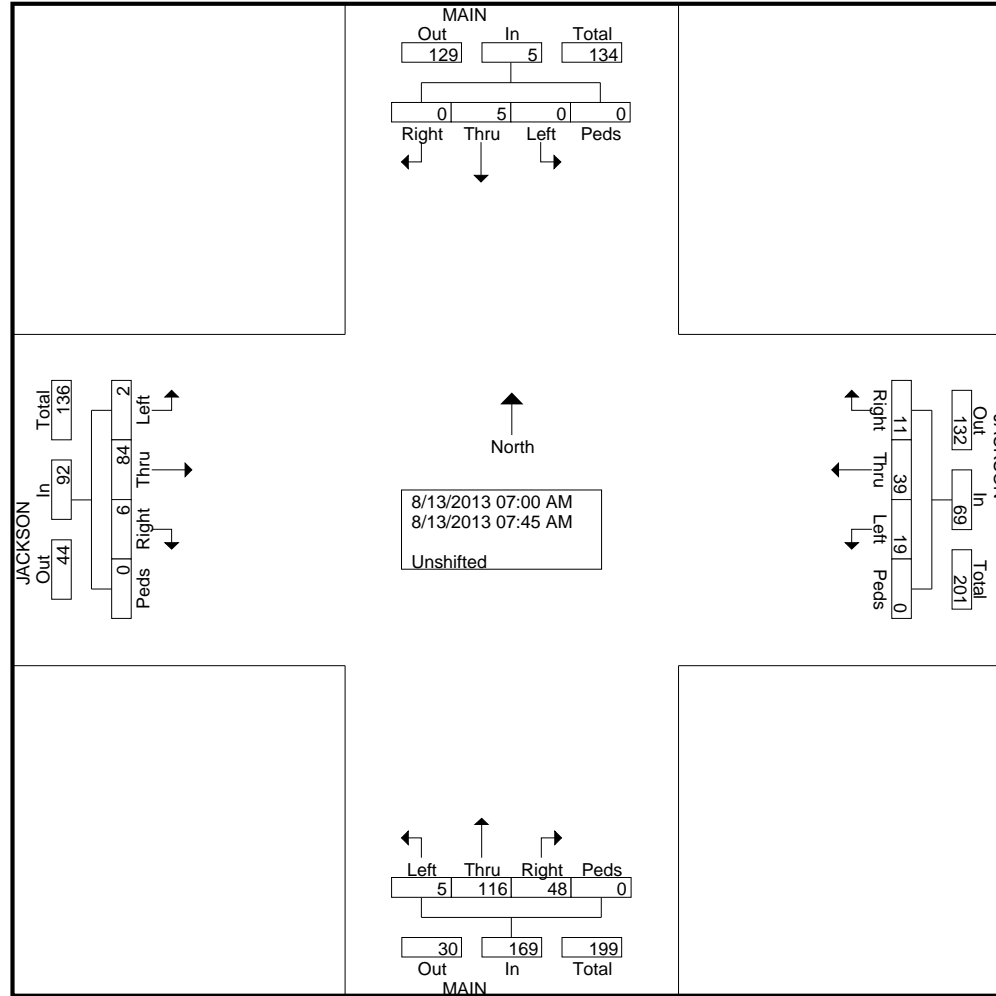 MAIN
Out In Total
129 5 134
0 5 0 0
Right Thru Left Peds
JACKSON
Total In Out
136 92 44
2 84 6 0
Left Thru Right Peds
North
8/13/2013 07:00 AM
8/13/2013 07:45 AM
Unshifted
Right Thru Left Peds
11 39 19 0
Out In Total
132 69 201
Left Thru Right Peds
5 116 48 0
30 169 199
Out In Total
MAIN